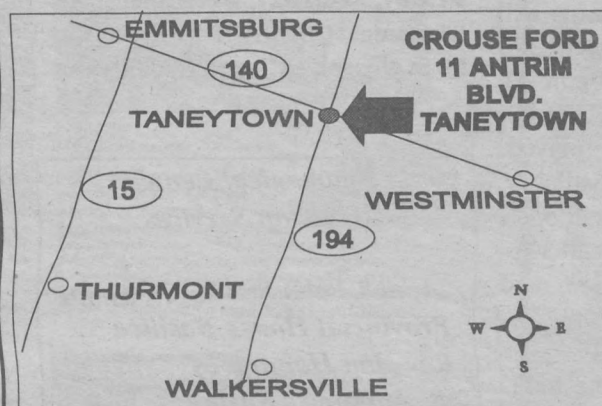 EMMITSBURG
140
CROUSE FORD
11 ANTRIM
BLVD.
TANEYTOWN
TANEYTOWN
15
WESTMINSTER
194
THURMONT
N
W E
S
WALKERSVILLE